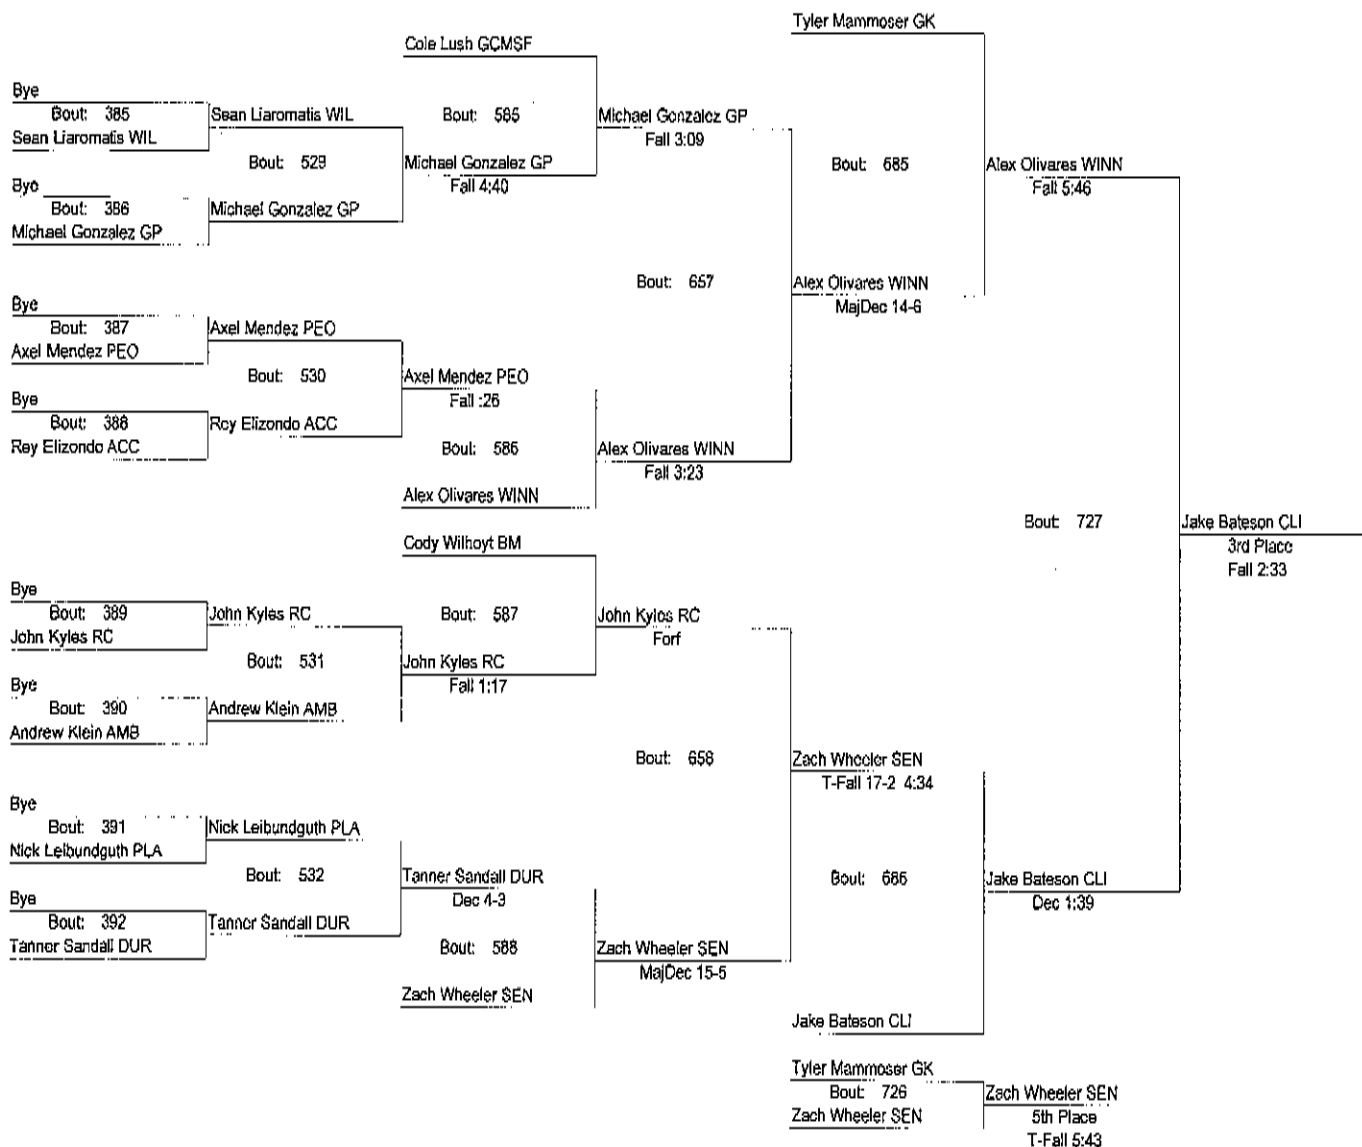 Tyler Mammoser GK
Cole Lush GCMSF
Bye
Bout: 385
Sean Liaromatis WIL
Sean Liaromatis WIL
Bout: 585
Michael Gonzalez GP
Fall 3:09
Bout: 529
Michael Gonzalez GP
Fall 4:40
Bout: 685
Alex Olivares WINN
Fall 5:46
Bye
Bout: 386
Michael Gonzalez GP
Michael Gonzalez GP
Bout: 657
Alex Olivares WINN
MajDec 14-6
Bye
Bout: 387
Axel Mendez PEO
Axel Mendez PEO
Bout: 530
Axel Mendez PEO
Fall :26
Bye
Bout: 388
Rey Elizondo ACC
Rey Elizondo ACC
Bout: 586
Alex Olivares WINN
Fall 3:23
Alex Olivares WINN
Bout: 727
Jake Bateson CLI
3rd Place
Fall 2:33
Cody Wilhoyt BM
Bye
Bout: 389
John Kyles RC
John Kyles RC
Bout: 587
John Kyles RC
Forf
Bout: 531
John Kyles RC
Fall 1:17
Bye
Bout: 390
Andrew Klein AMB
Andrew Klein AMB
Bout: 658
Zach Wheeler SEN
T-Fall 17-2 4:34
Bye
Bout: 391
Nick Leibundguth PLA
Nick Leibundguth PLA
Bout: 532
Tanner Sandall DUR
Dec 4-3
Bout: 686
Jake Bateson CLI
Dec 1:39
Bye
Bout: 392
Tanner Sandall DUR
Tanner Sandall DUR
Bout: 588
Zach Wheeler SEN
MajDec 15-5
Zach Wheeler SEN
Jake Bateson CLI
Tyler Mammoser GK
Bout: 726
Zach Wheeler SEN
Zach Wheeler SEN
5th Place
T-Fall 5:43